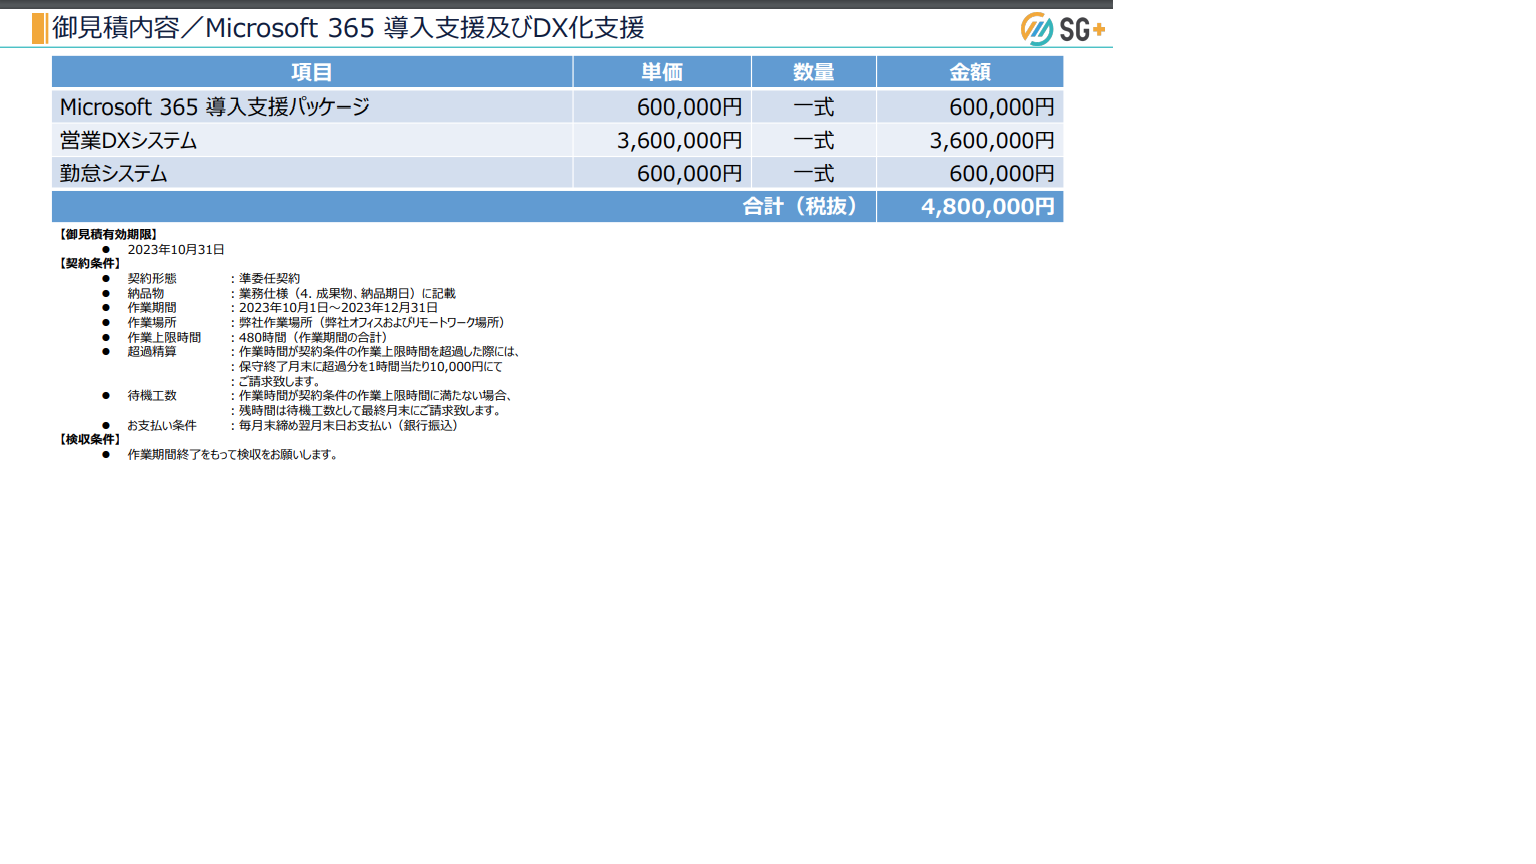 御見積内容／Microsoft 365 導入支援及びDX化支援
SG+
項目 単価 数量 金額
Microsoft 365 導入支援パッケージ 600,000円 一式 600,000円
営業DXシステム 3,600,000円 一式 3,600,000円
勤怠システム 600,000円 一式 600,000円
合計（税抜） 4,800,000円
【御見積有効期限】
● 2023年10月31日
【契約条件】
● 契約形態 ：準委任契約
● 納品物 ：業務仕様（4. 成果物、納品期日）に記載
● 作業期間 ：2023年10月1日～2023年12月31日
● 作業場所 ：弊社作業場所（弊社オフィスおよびリモートワーク場所）
● 作業上限時間 ：480時間（作業期間の合計）
● 超過精算 ：作業時間が契約条件の作業上限時間を超過した際には、
：保守終了月末に超過分を1時間当たり10,000円にて
：ご請求致します。
● 待機工数 ：作業時間が契約条件の作業上限時間に満たない場合、
：残時間は待機工数として最終月末にご請求致します。
● お支払い条件 ：毎月末締め翌月末日お支払い（銀行振込）
【検収条件】
● 作業期間終了をもって検収をお願いします。